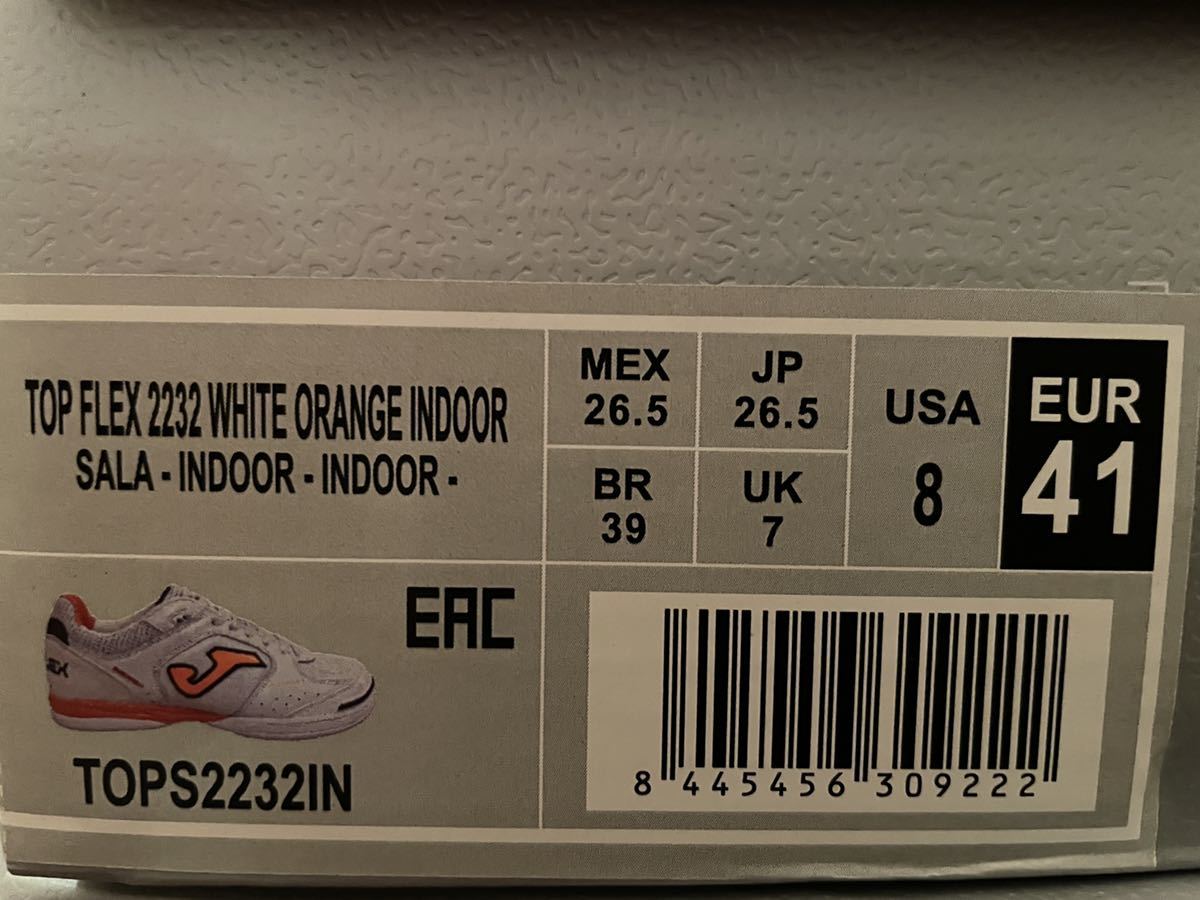 TOP FLEX 2232 WHITE ORANGE INDOOR
SALA - INDOOR - INDOOR -
MEX
26.5
JP
26.5
BR
39
UK
7
USA
8
EUR
41
EX
EAC
TOPS2232IN
8 445456 309222